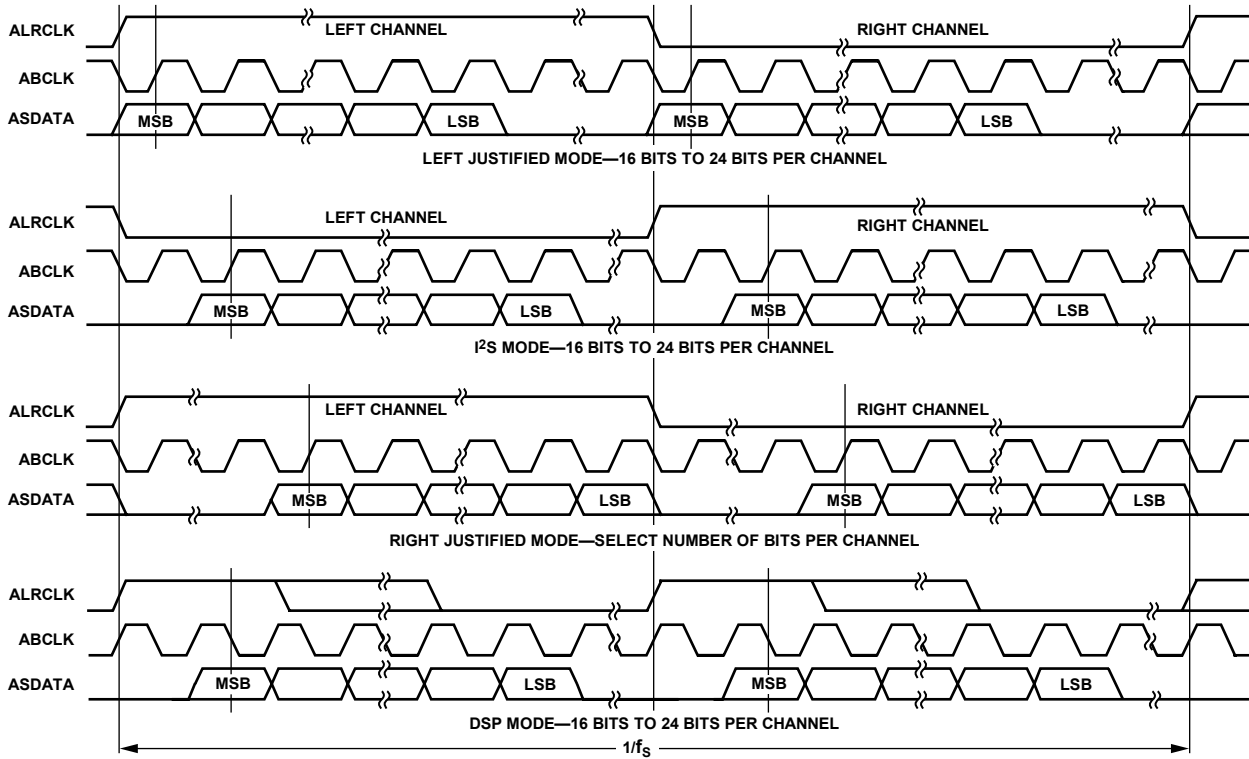 ALRCLK LEFT CHANNEL RIGHT CHANNEL
ABCLK
ASDATA MSB LSB MSB LSB
LEFT JUSTIFIED MODE—16 BITS TO 24 BITS PER CHANNEL
ALRCLK LEFT CHANNEL RIGHT CHANNEL
ABCLK
ASDATA MSB LSB MSB LSB
I²S MODE—16 BITS TO 24 BITS PER CHANNEL
ALRCLK LEFT CHANNEL RIGHT CHANNEL
ABCLK
ASDATA MSB LSB MSB LSB
RIGHT JUSTIFIED MODE—SELECT NUMBER OF BITS PER CHANNEL
ALRCLK
ABCLK
ASDATA MSB LSB MSB LSB
DSP MODE—16 BITS TO 24 BITS PER CHANNEL
1/fS